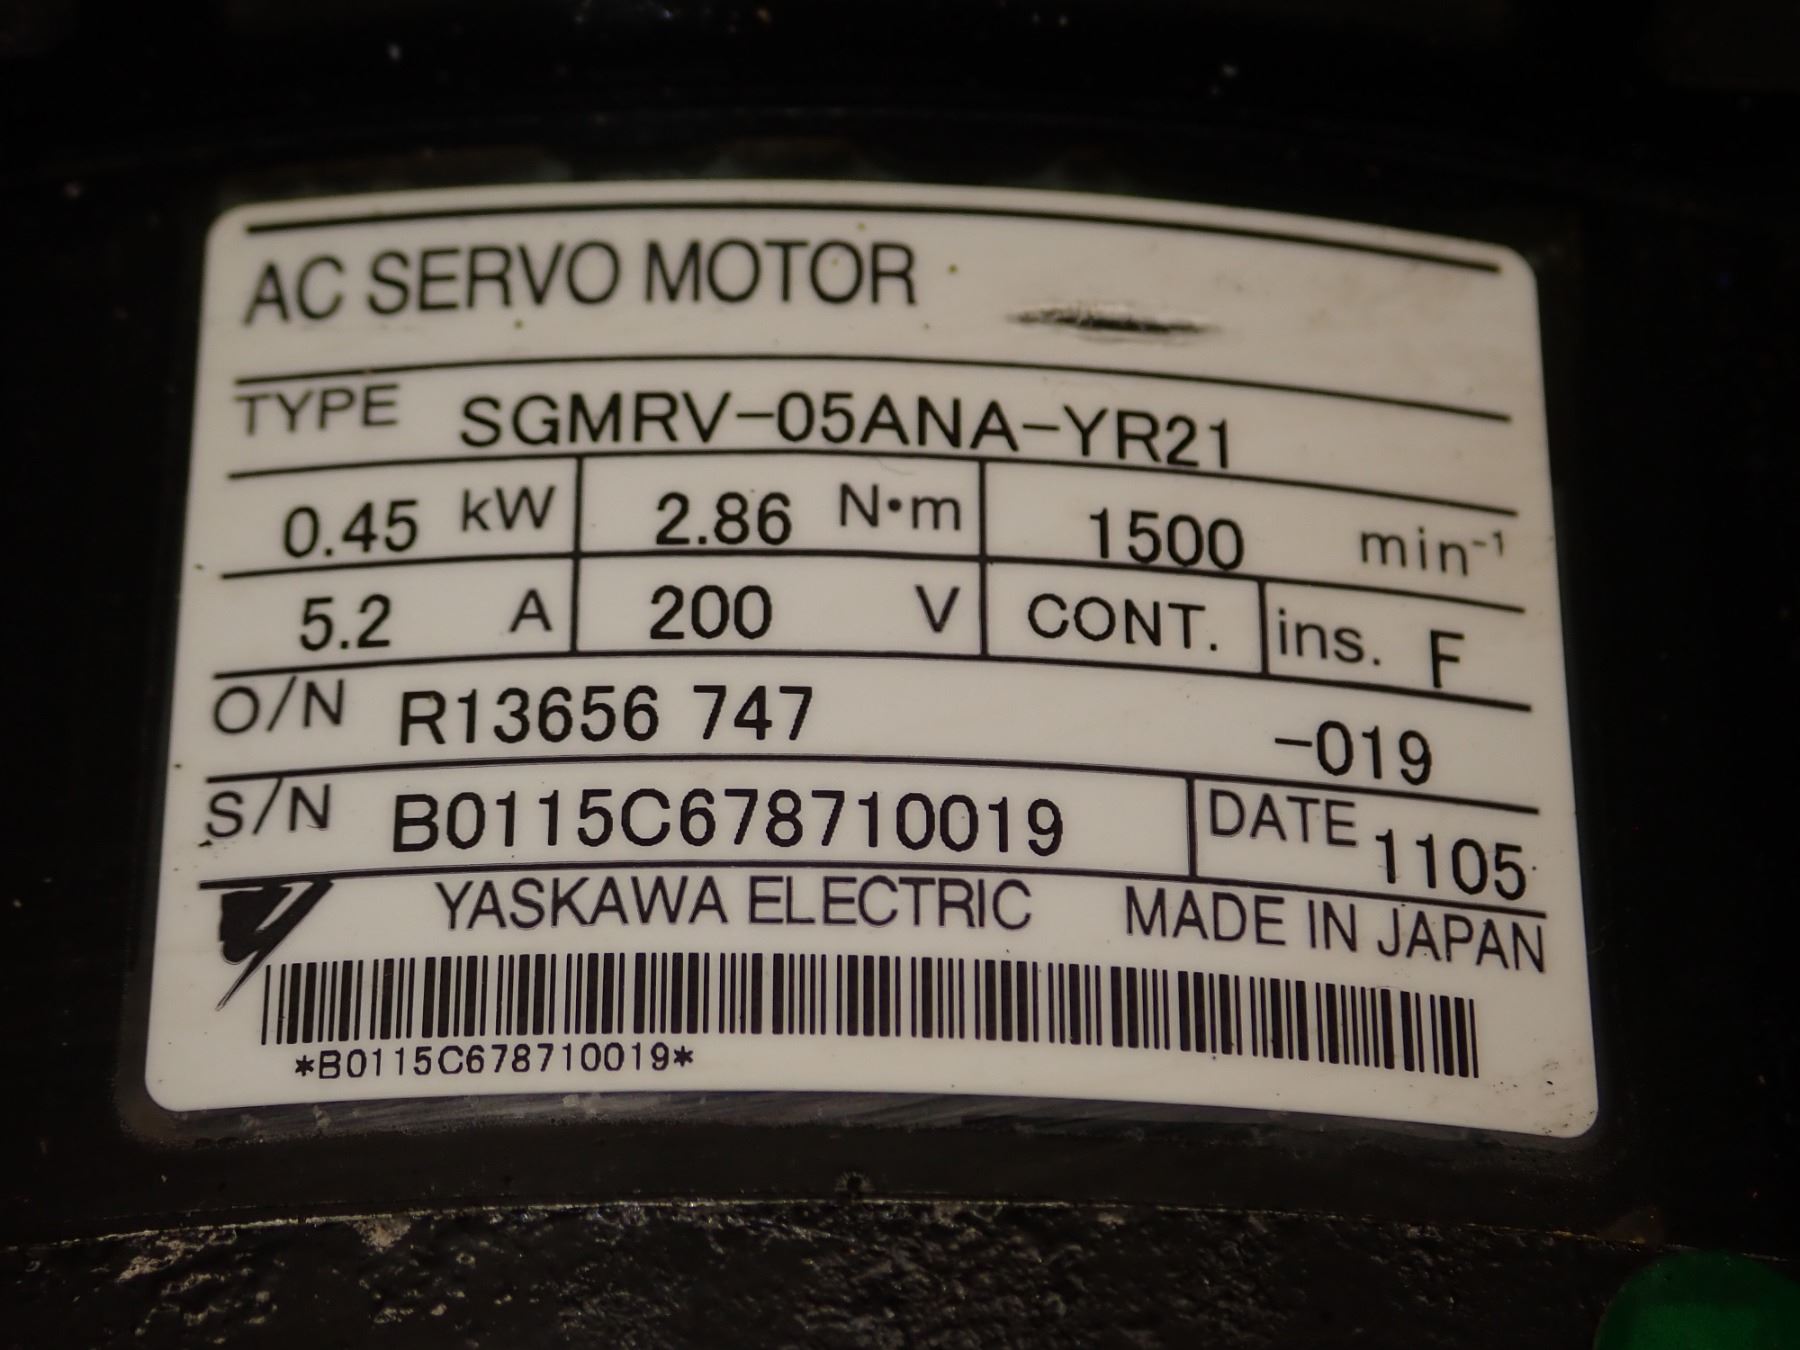 AC SERVO MOTOR
TYPE SGMRV-05ANA-YR21
0.45 kW 2.86 N•m 1500 min⁻¹
5.2 A 200 V CONT. ins. F
O/N R13656 747 -019
S/N B0115C678710019 DATE 1105
YASKAWA ELECTRIC MADE IN JAPAN
*B0115C678710019*